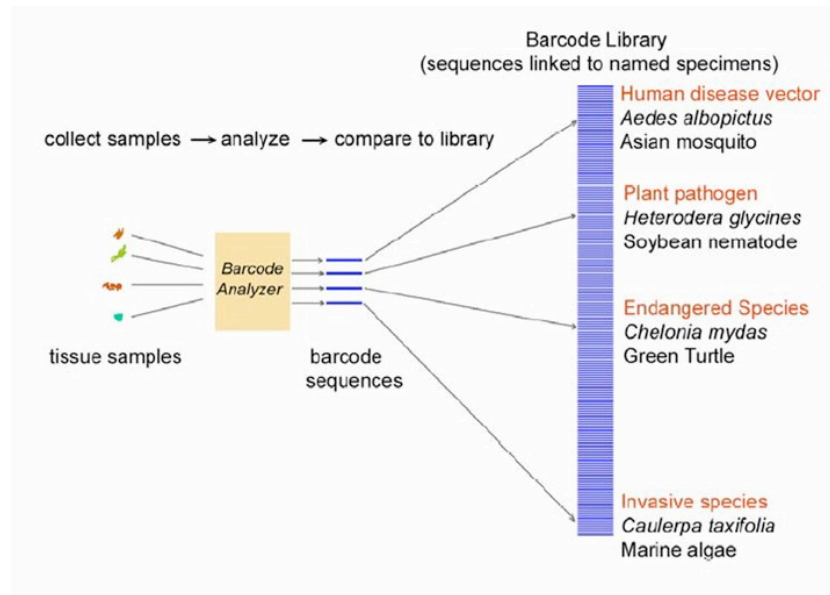 Barcode Library
(sequences linked to named specimens)
collect samples → analyze → compare to library
Human disease vector
Aedes albopictus
Asian mosquito
Plant pathogen
Heterodera glycines
Soybean nematode
Barcode
Analyzer
Endangered Species
Chelonia mydas
Green Turtle
tissue samples
barcode
sequences
Invasive species
Caulerpa taxifolia
Marine algae